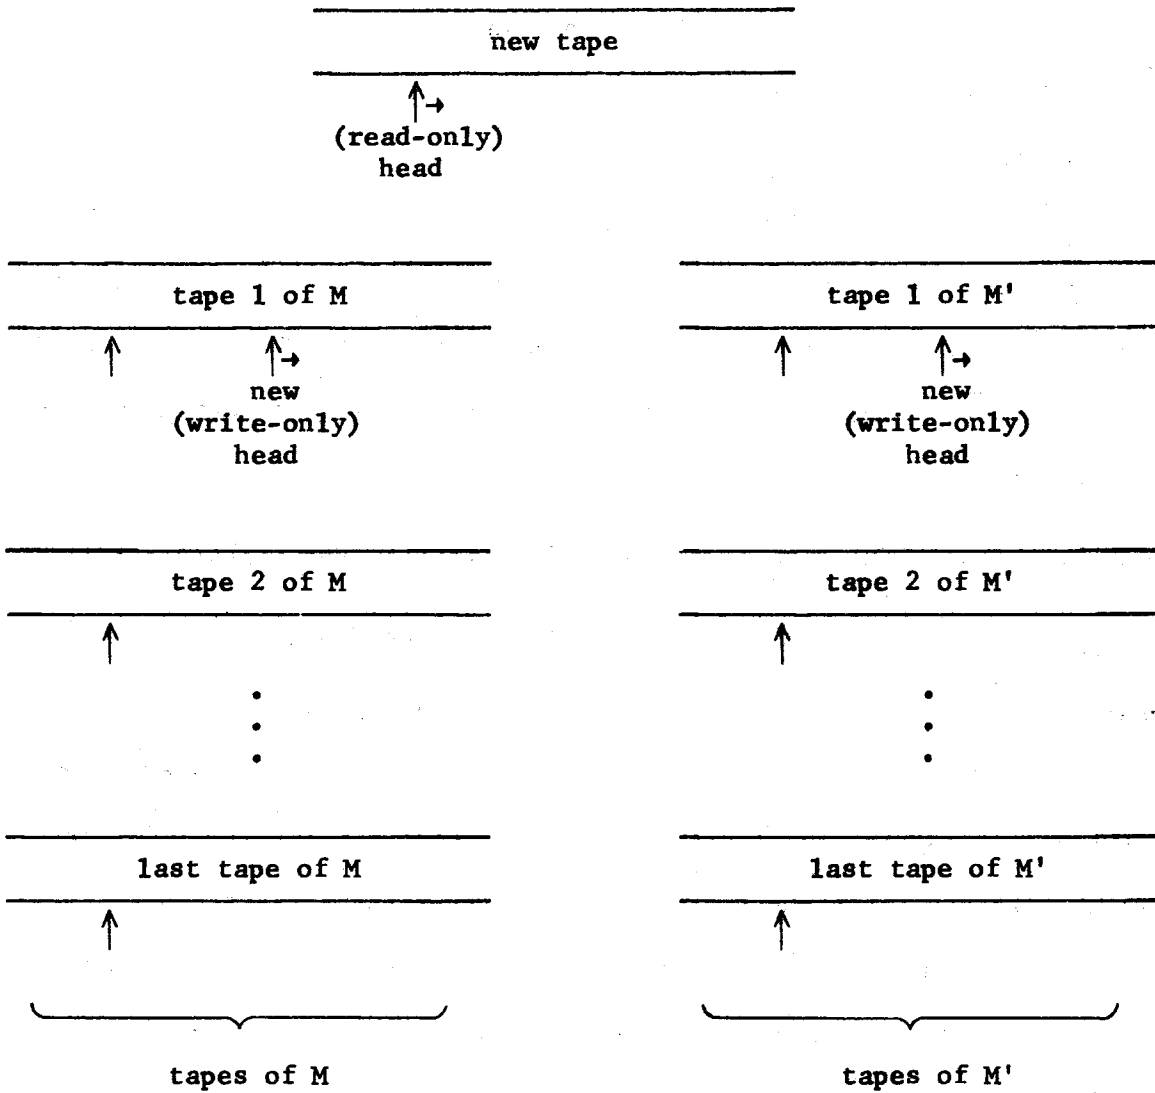 new tape
(read-only)
head
tape 1 of M
tape 1 of M'
new
(write-only)
head
new
(write-only)
head
tape 2 of M
tape 2 of M'
last tape of M
last tape of M'
tapes of M
tapes of M'